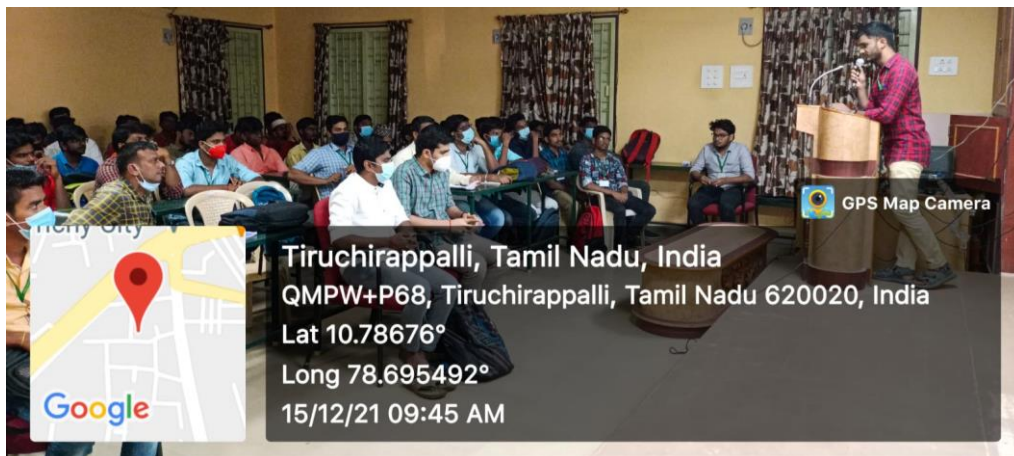 GPS Map Camera
Tiruchirappalli, Tamil Nadu, India
QMPW+P68, Tiruchirappalli, Tamil Nadu 620020, India
Lat 10.78676°
Long 78.695492°
15/12/21 09:45 AM
Google